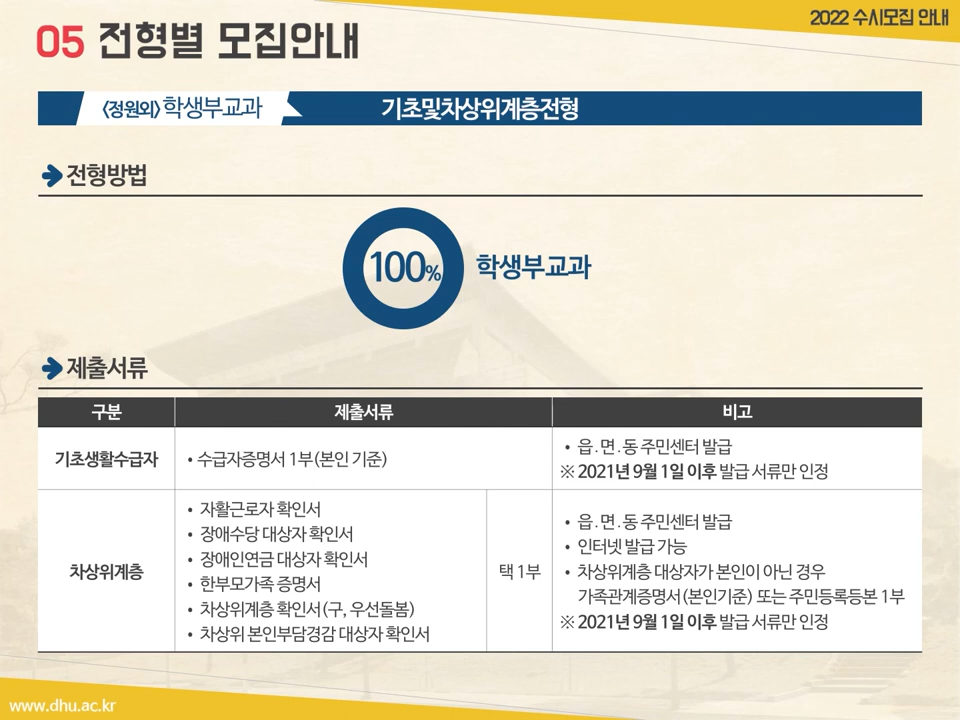 2022 수시모집 안내
05 전형별 모집안내
<정원외> 학생부교과 기초및차상위계층전형
전형방법
100% 학생부교과
제출서류
구분 제출서류 비고
기초생활수급자
• 수급자증명서 1부(본인 기준)
• 읍.면.동 주민센터 발급
※ 2021년 9월 1일 이후 발급 서류만 인정
차상위계층
• 자활근로자 확인서
• 장애수당 대상자 확인서
• 장애인연금 대상자 확인서
• 한부모가족 증명서
• 차상위계층 확인서(구, 우선돌봄)
• 차상위 본인부담경감 대상자 확인서
택 1부
• 읍.면.동 주민센터 발급
• 인터넷 발급 가능
• 차상위계층 대상자가 본인이 아닌 경우
가족관계증명서(본인기준) 또는 주민등록등본 1부
※ 2021년 9월 1일 이후 발급 서류만 인정
www.dhu.ac.kr